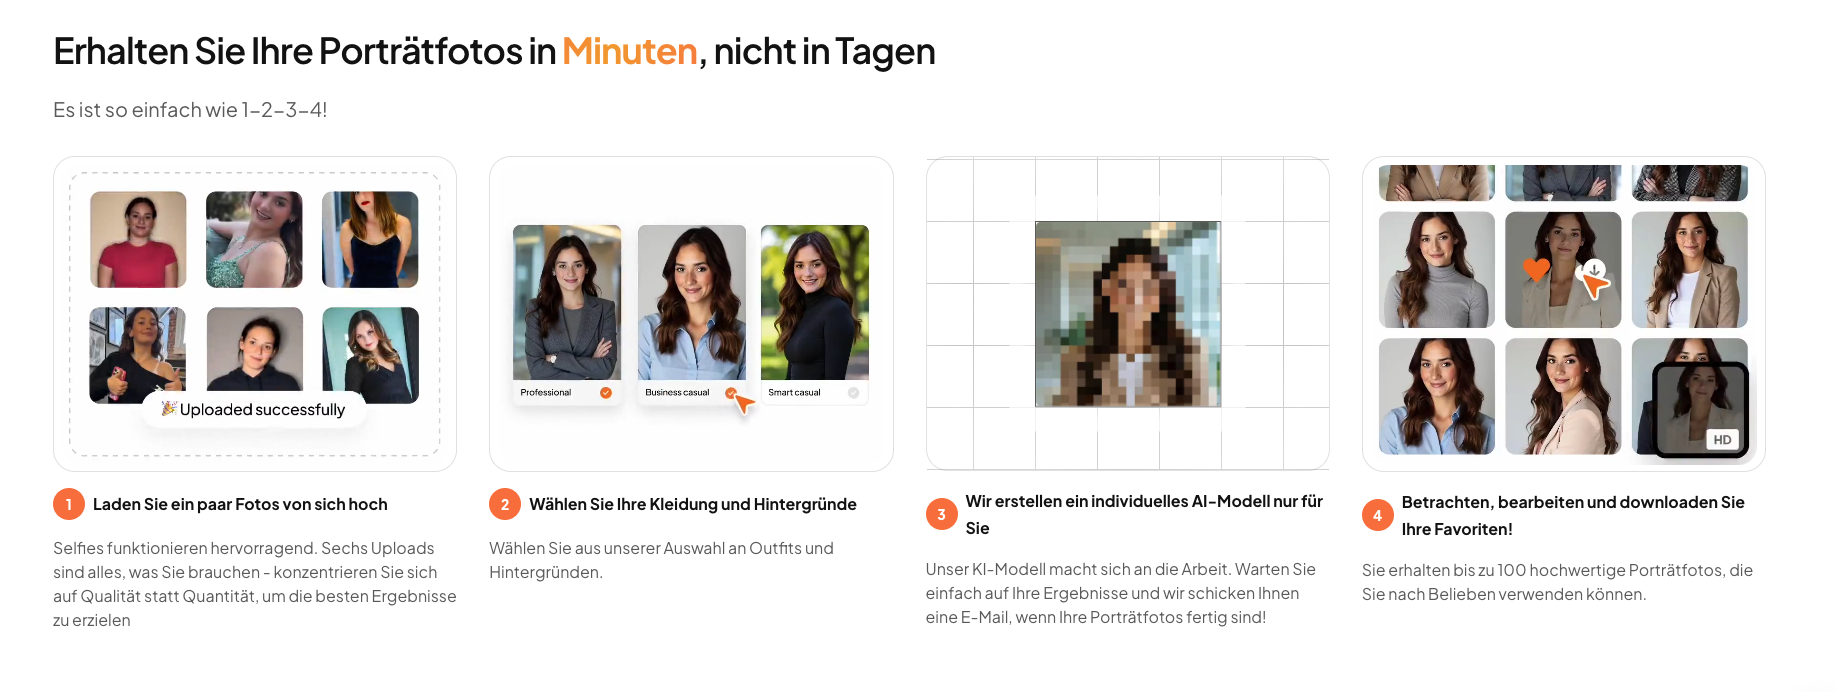 Erhalten Sie Ihre Porträtfotos in Minuten, nicht in Tagen
Es ist so einfach wie 1-2-3-4!
Uploaded successfully
1 Laden Sie ein paar Fotos von sich hoch
Selfies funktionieren hervorragend. Sechs Uploads
sind alles, was Sie brauchen - konzentrieren Sie sich
auf Qualität statt Quantität, um die besten Ergebnisse
zu erzielen
Professional
Business casual
Smart casual
2 Wählen Sie Ihre Kleidung und Hintergründe
Wählen Sie aus unserer Auswahl an Outfits und
Hintergründen.
3 Wir erstellen ein individuelles AI-Modell nur für
Sie
Unser KI-Modell macht sich an die Arbeit. Warten Sie
einfach auf Ihre Ergebnisse und wir schicken Ihnen
eine E-Mail, wenn Ihre Porträtfotos fertig sind!
HD
4 Betrachten, bearbeiten und downloaden Sie
Ihre Favoriten!
Sie erhalten bis zu 100 hochwertige Porträtfotos, die
Sie nach Belieben verwenden können.